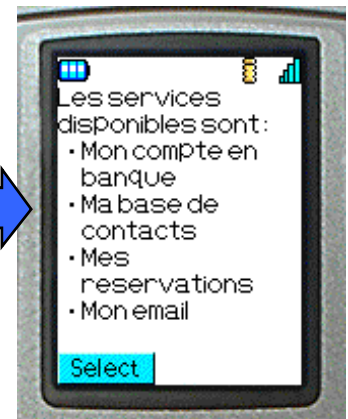 Les services
disponibles sont:
• Mon compte en
banque
• Ma base de
contacts
• Mes
reservations
• Mon email
Select